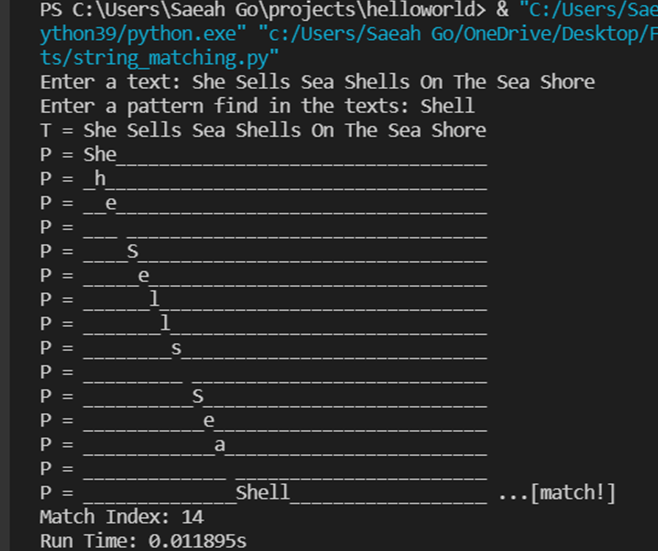 PS C:\Users\Saeah Go\projects\helloworld> & "C:/Users/Sae
ython39/python.exe" "c:/Users/Saeah Go/OneDrive/Desktop/F
ts/string_matching.py"
Enter a text: She Sells Sea Shells On The Sea Shore
Enter a pattern find in the texts: Shell
T = She Sells Sea Shells On The Sea Shore
P = She__________________________________
P = _h___________________________________
P = __e__________________________________
P = ___ _________________________________
P = ____S________________________________
P = _____e_______________________________
P = ______l______________________________
P = _______l_____________________________
P = ________s____________________________
P = _________ ___________________________
P = __________S__________________________
P = ___________e_________________________
P = ____________a________________________
P = _____________ _______________________
P = ______________Shell__________________ ...[match!]
Match Index: 14
Run Time: 0.011895s